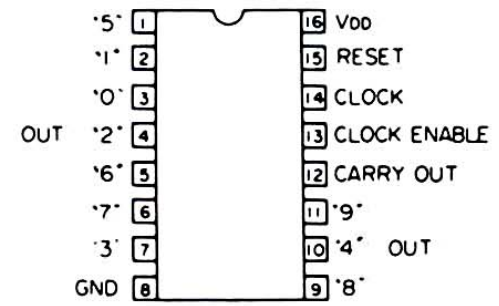 "5" 1 16 VDD
"1" 2 15 RESET
"0" 3 14 CLOCK
OUT "2" 4 13 CLOCK ENABLE
"6" 5 12 CARRY OUT
"7" 6 11 "9"
"3" 7 10 "4" OUT
GND 8 9 "8"